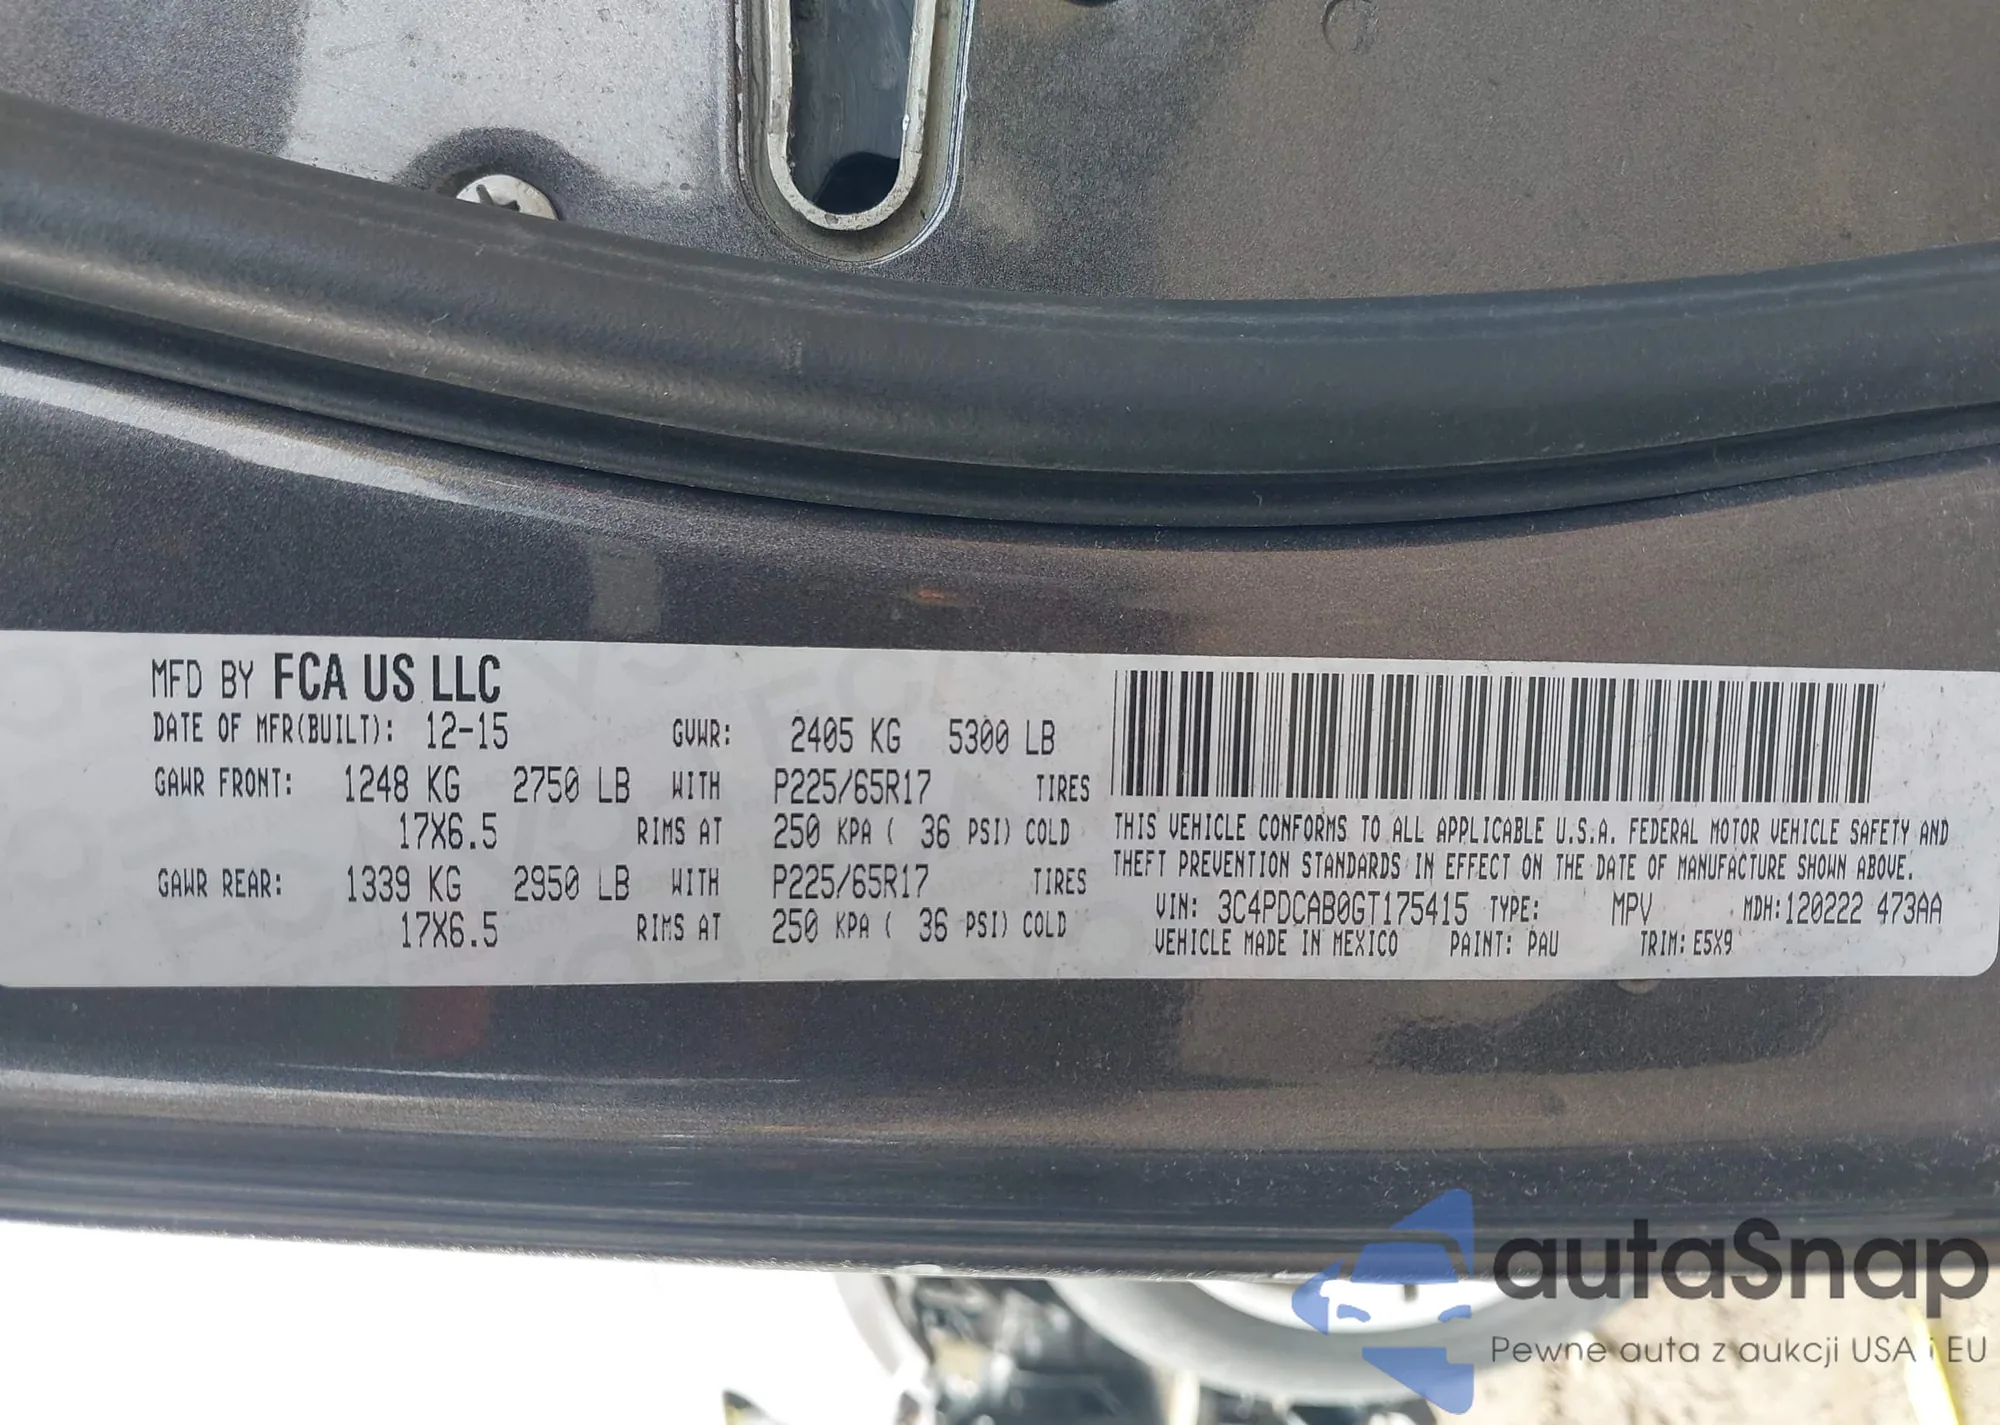 MFD BY FCA US LLC
DATE OF MFR(BUILT): 12-15 GVWR: 2405 KG 5300 LB
GAWR FRONT: 1248 KG 2750 LB WITH P225/65R17 TIRES
17X6.5 RIMS AT 250 KPA ( 36 PSI) COLD
GAWR REAR: 1339 KG 2950 LB WITH P225/65R17 TIRES
17X6.5 RIMS AT 250 KPA ( 36 PSI) COLD
THIS VEHICLE CONFORMS TO ALL APPLICABLE U.S.A. FEDERAL MOTOR VEHICLE SAFETY AND
THEFT PREVENTION STANDARDS IN EFFECT ON THE DATE OF MANUFACTURE SHOWN ABOVE.
VIN: 3C4PDCAB0GT175415 TYPE: MPV MDH:120222 473AA
VEHICLE MADE IN MEXICO PAINT: PAU TRIM: E5X9
autaSnap
Pewne auta z aukcji USA i EU